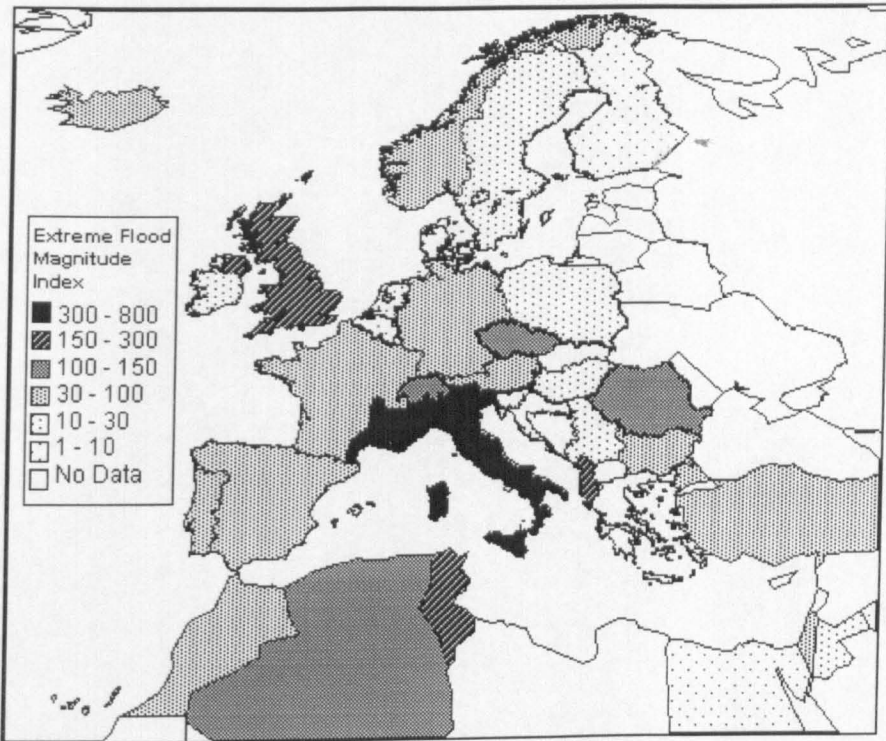 Extreme Flood
Magnitude
Index
300 - 800
150 - 300
100 - 150
30 - 100
10 - 30
1 - 10
No Data